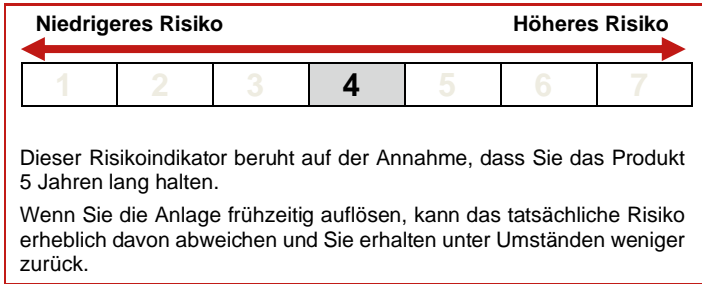 Niedrigeres Risiko Höheres Risiko
1 2 3 4 5 6 7
Dieser Risikoindikator beruht auf der Annahme, dass Sie das Produkt
5 Jahren lang halten.
Wenn Sie die Anlage frühzeitig auflösen, kann das tatsächliche Risiko
erheblich davon abweichen und Sie erhalten unter Umständen weniger
zurück.